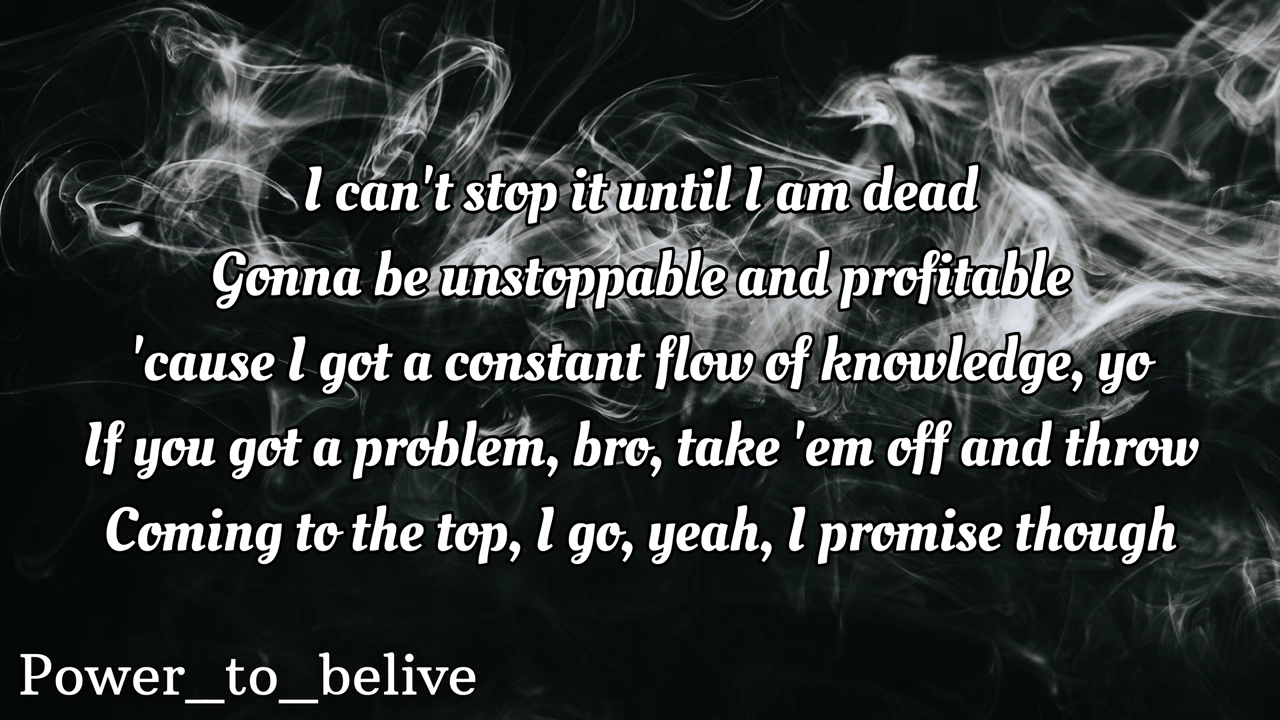 I can't stop it until I am dead
Gonna be unstoppable and profitable
'cause I got a constant flow of knowledge, yo
If you got a problem, bro, take 'em off and throw
Coming to the top, I go, yeah, I promise though
Power_to_belive